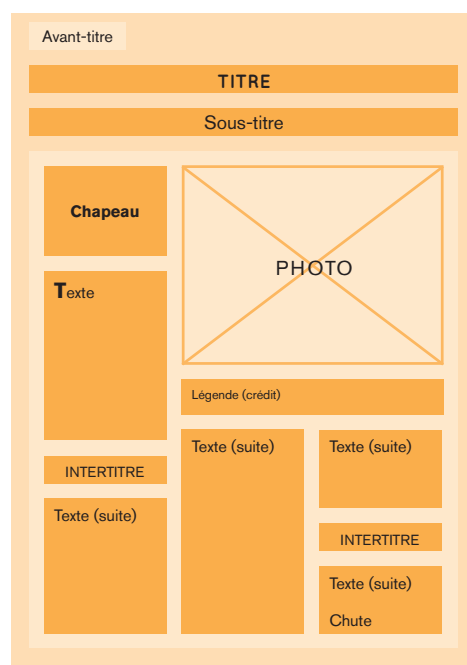 Avant-titre
TITRE
Sous-titre
Chapeau
PHOTO
Texte
Légende (crédit)
INTERTITRE
Texte (suite)
Texte (suite)
Texte (suite)
INTERTITRE
Texte (suite)
Chute